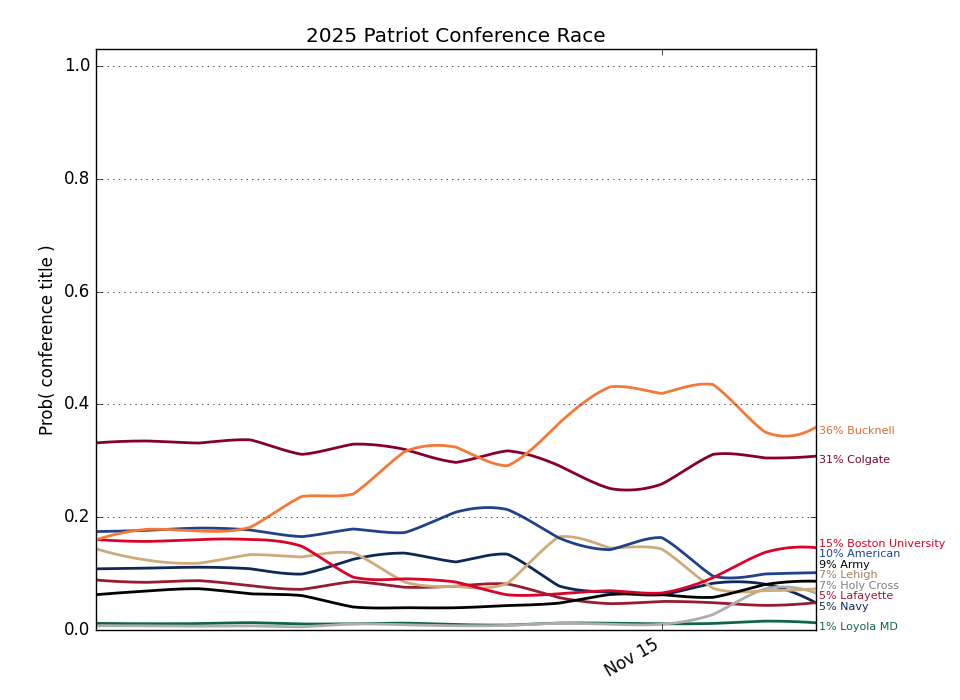 2025 Patriot Conference Race
1.0
0.8
0.6
0.4
0.2
0.0
Prob( conference title )
Nov 15
36% Bucknell
31% Colgate
15% Boston University
10% American
9% Army
7% Lehigh
7% Holy Cross
5% Lafayette
5% Navy
1% Loyola MD